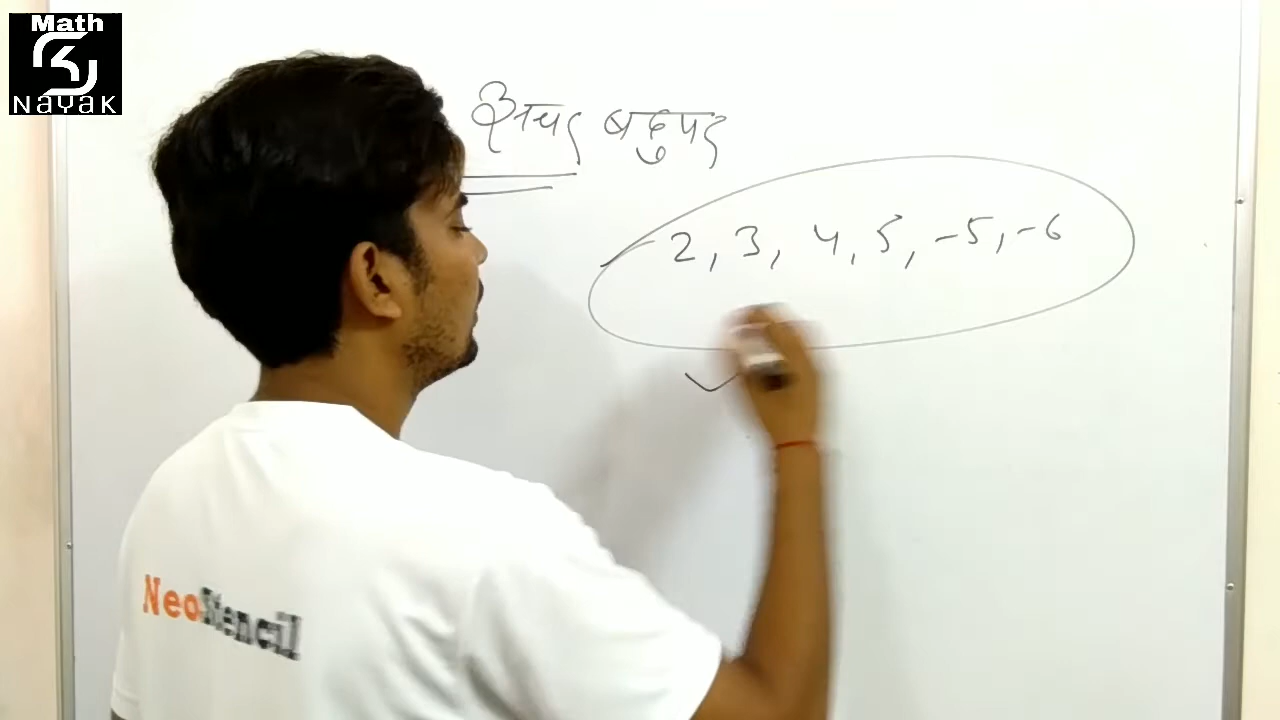 Math
NAYAK
अचर बहुपद
2, 3, 4, 5, -5, -6
NeoStencil